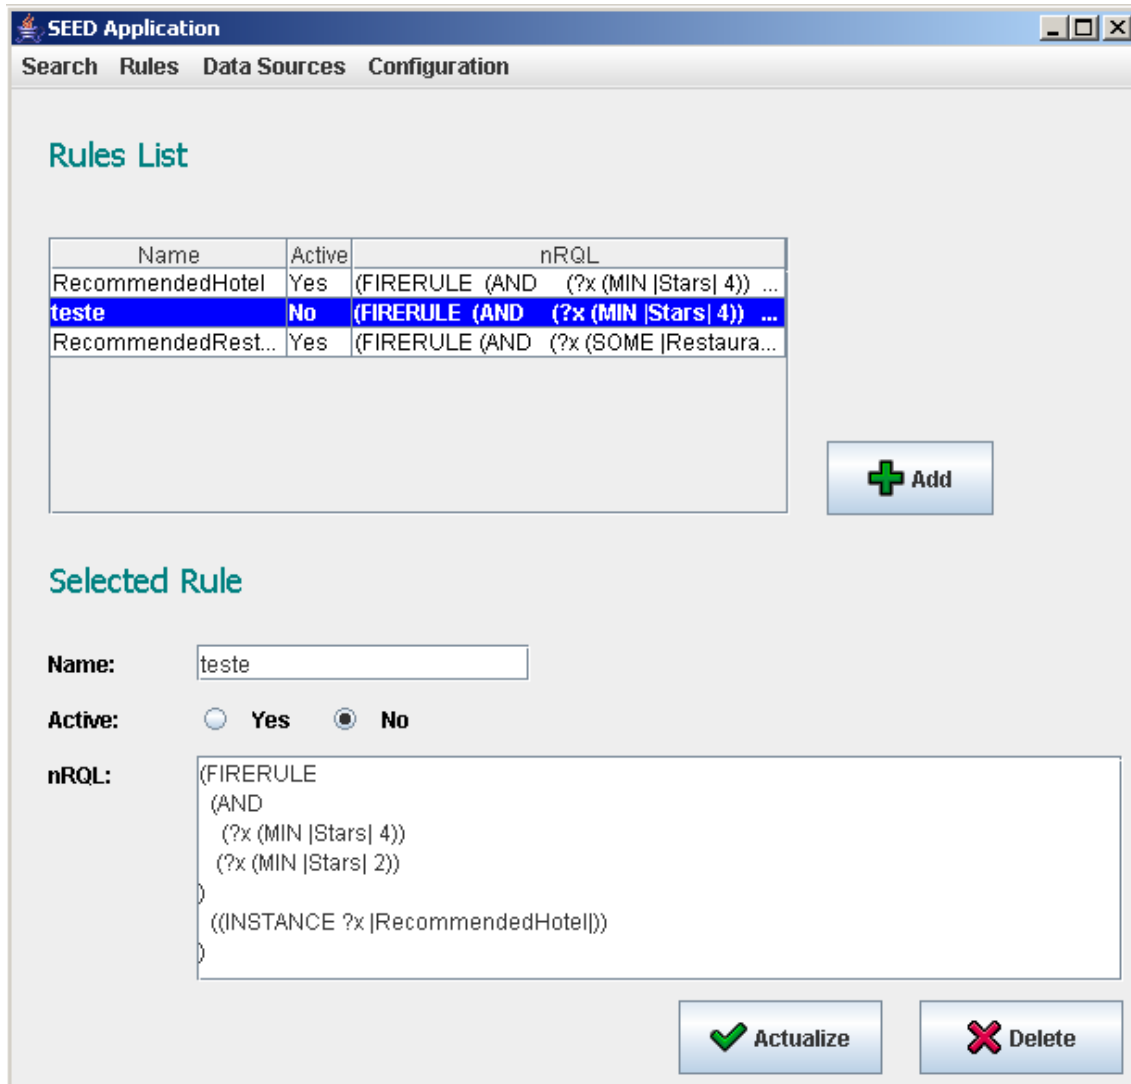 SEED Application
Search Rules Data Sources Configuration
Rules List
Name Active nRQL
RecommendedHotel Yes (FIRERULE (AND (?x (MIN |Stars| 4)) ...
teste No (FIRERULE (AND (?x (MIN |Stars| 4)) ...
RecommendedRest... Yes (FIRERULE (AND (?x (SOME |Restaura...
Add
Selected Rule
Name: teste
Active: Yes No
nRQL: (FIRERULE
(AND
(?x (MIN |Stars| 4))
(?x (MIN |Stars| 2))
)
((INSTANCE ?x |RecommendedHotel|))
)
Actualize Delete